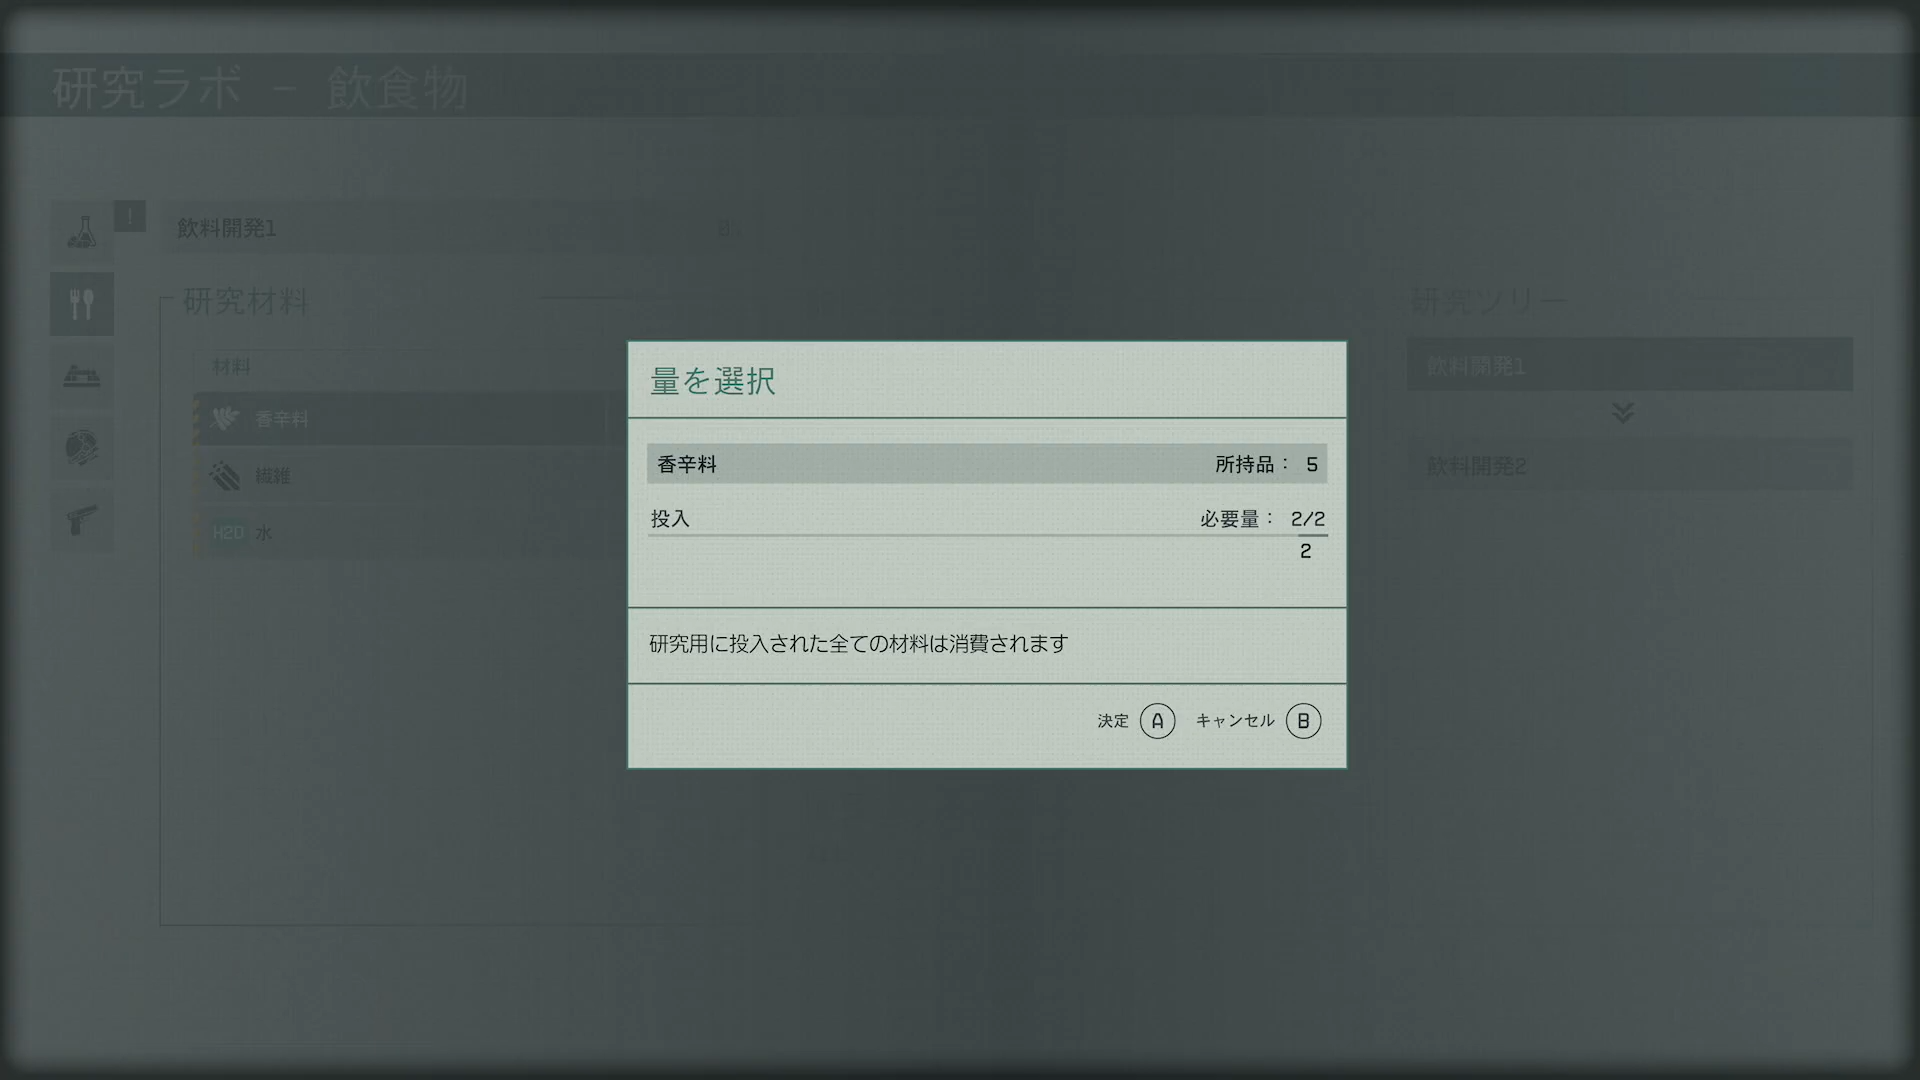 研究ラボ － 飲食物
!
飲料開発1
研究材料
材料
香辛料
繊維
H2O 水
研究ツリー
飲料開発1
飲料開発2
量を選択
香辛料 所持品： 5
投入 必要量： 2/2
2
研究用に投入された全ての材料は消費されます
決定 A キャンセル B